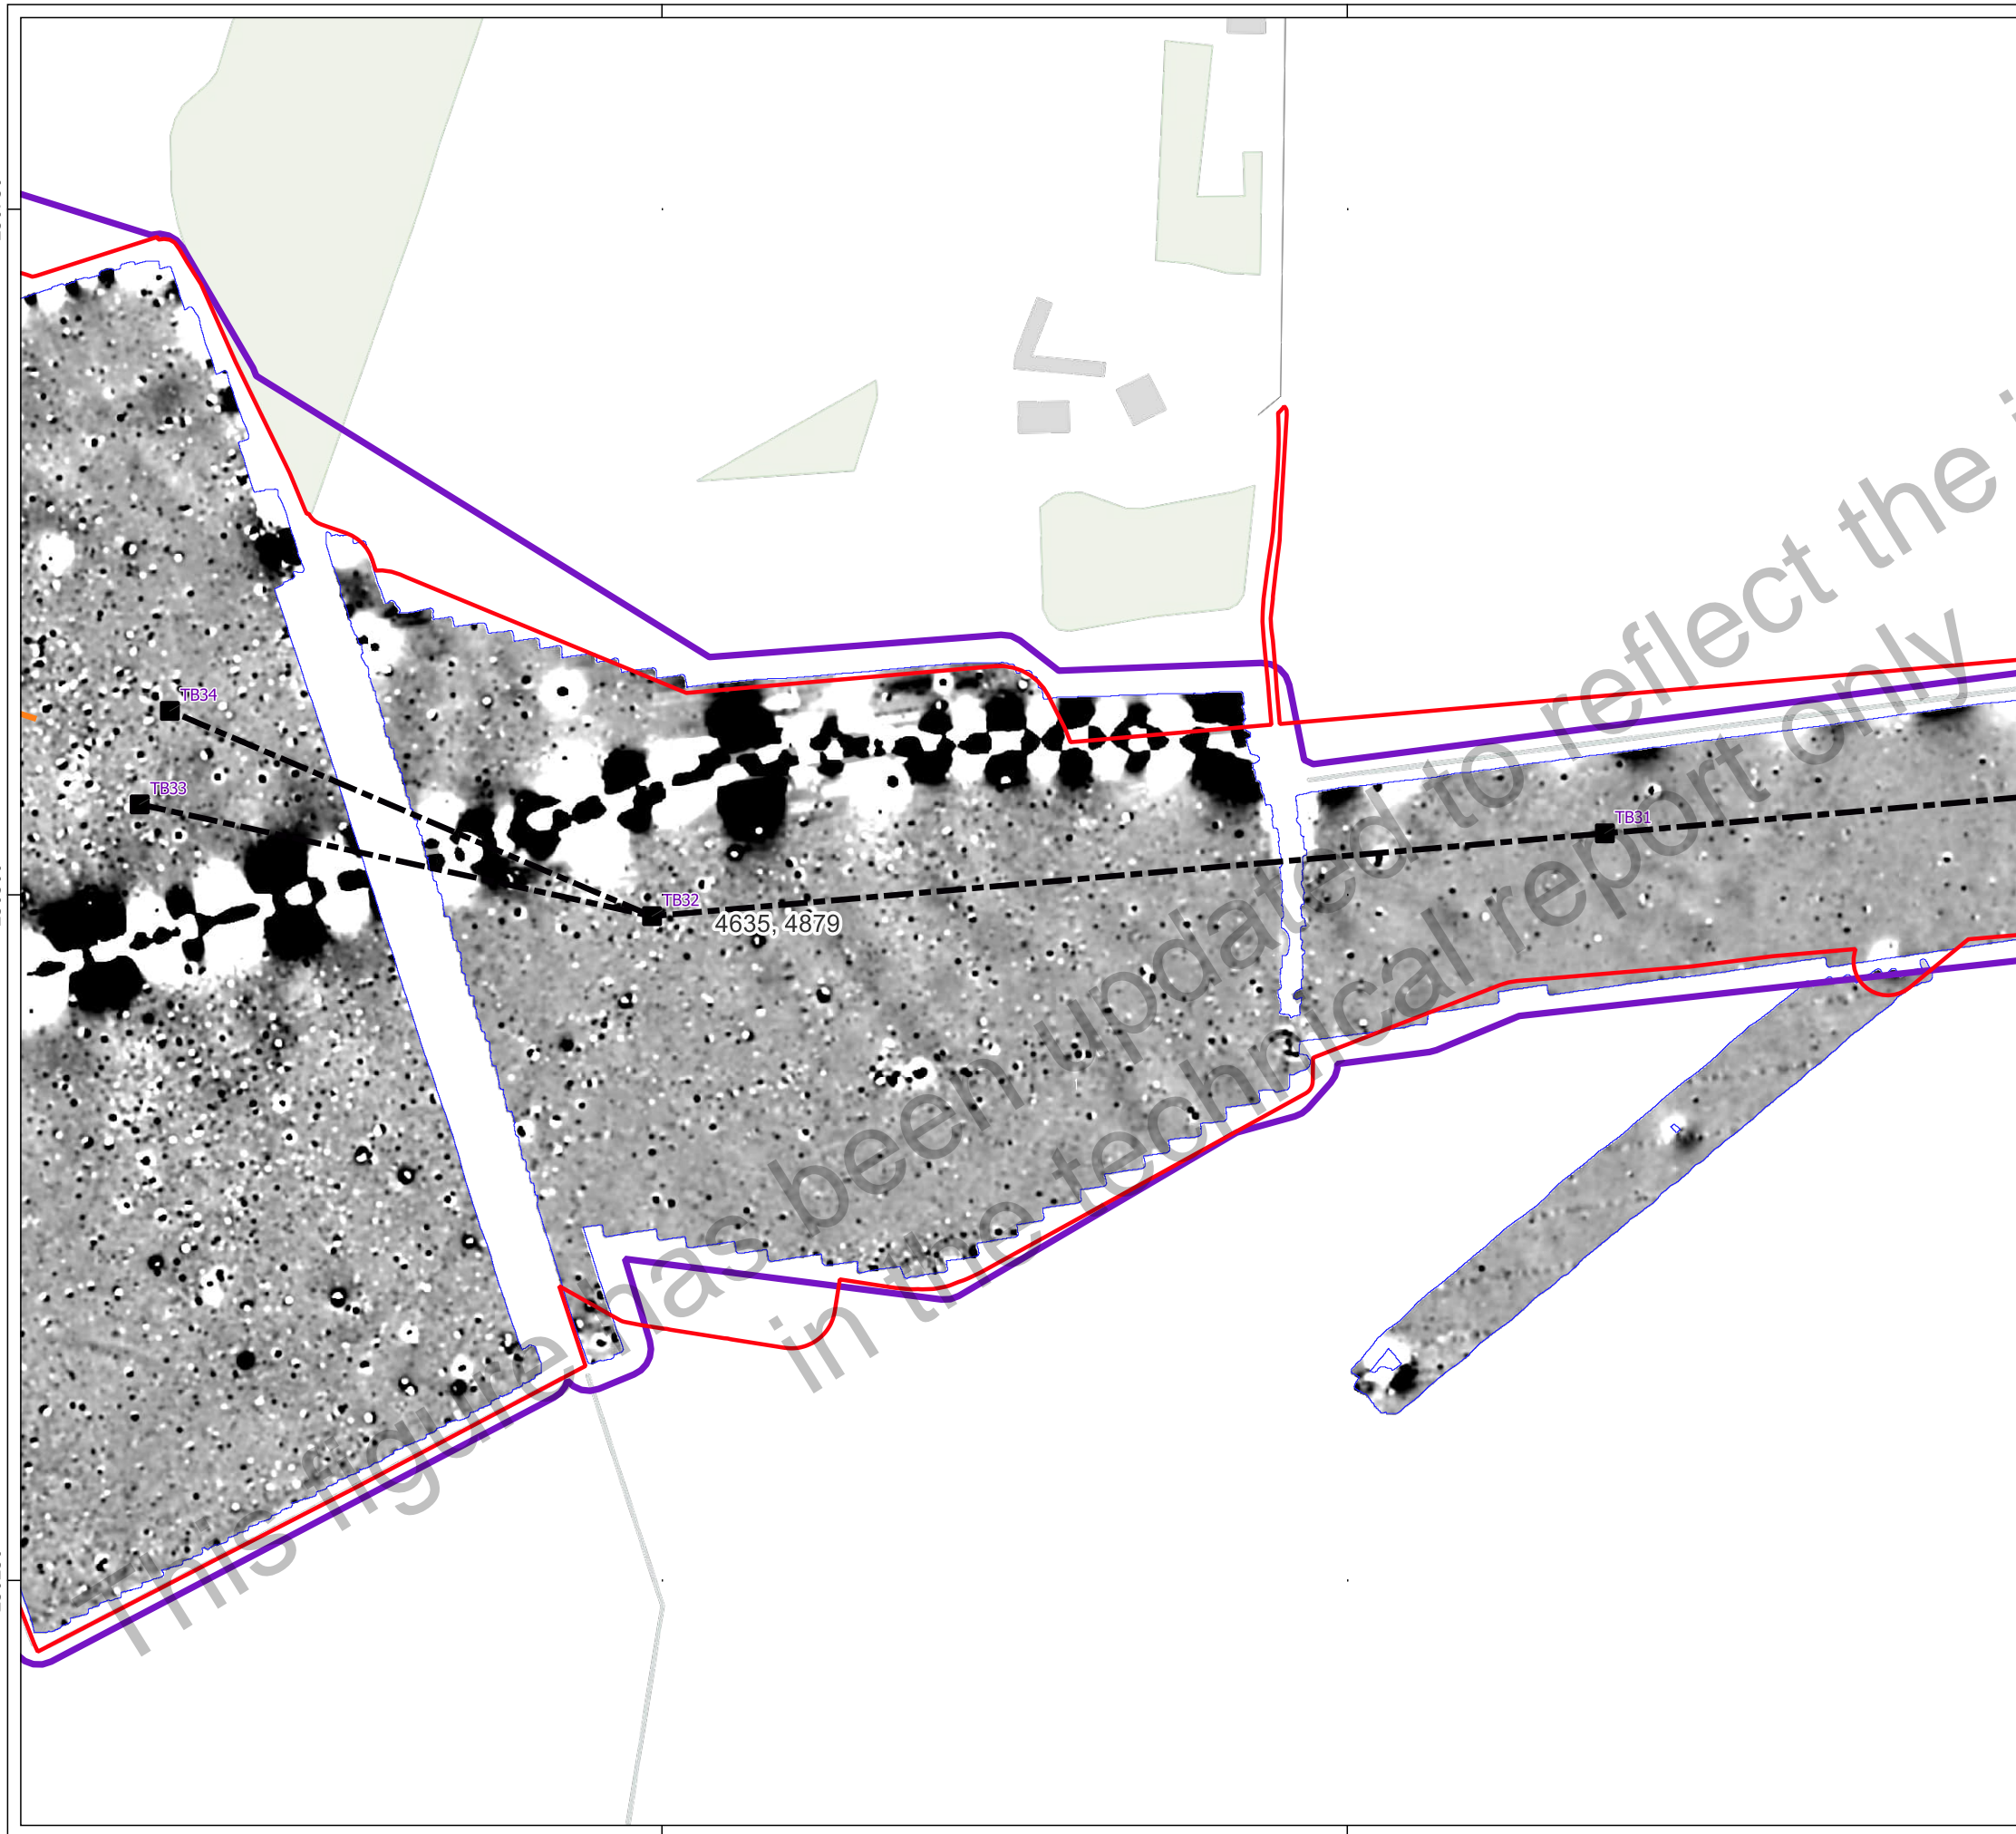 TB34
TB33
TB32
4635, 4879
TB31
This figure has been updated to reflect the
in the technical report only